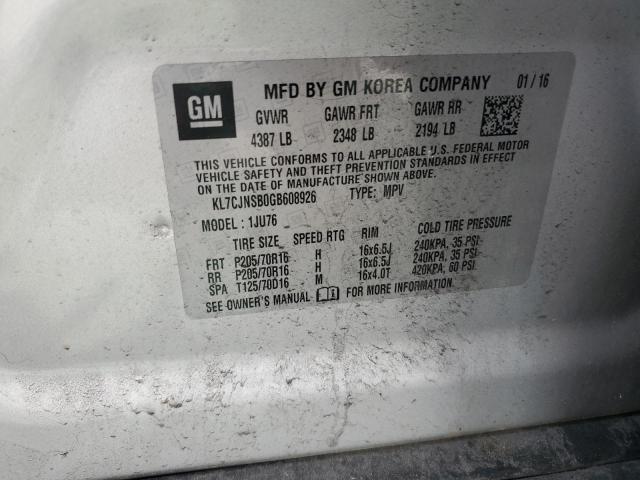 GM MFD BY GM KOREA COMPANY 01 / 16
GVWR GAWR FRT GAWR RR
4387 LB 2348 LB 2194 LB
THIS VEHICLE CONFORMS TO ALL APPLICABLE U.S. FEDERAL MOTOR
VEHICLE SAFETY AND THEFT PREVENTION STANDARDS IN EFFECT
ON THE DATE OF MANUFACTURE SHOWN ABOVE.
KL7CJNSB0GB608926 TYPE: MPV
MODEL: 1JU76
TIRE SIZE SPEED RTG RIM COLD TIRE PRESSURE
FRT P205/70R16 H 16x6.5J 240KPA, 35 PSI
RR P205/70R16 H 16x6.5J 240KPA, 35 PSI
SPA T125/70D16 M 16x4.0T 420KPA, 60 PSI
SEE OWNER'S MANUAL FOR MORE INFORMATION